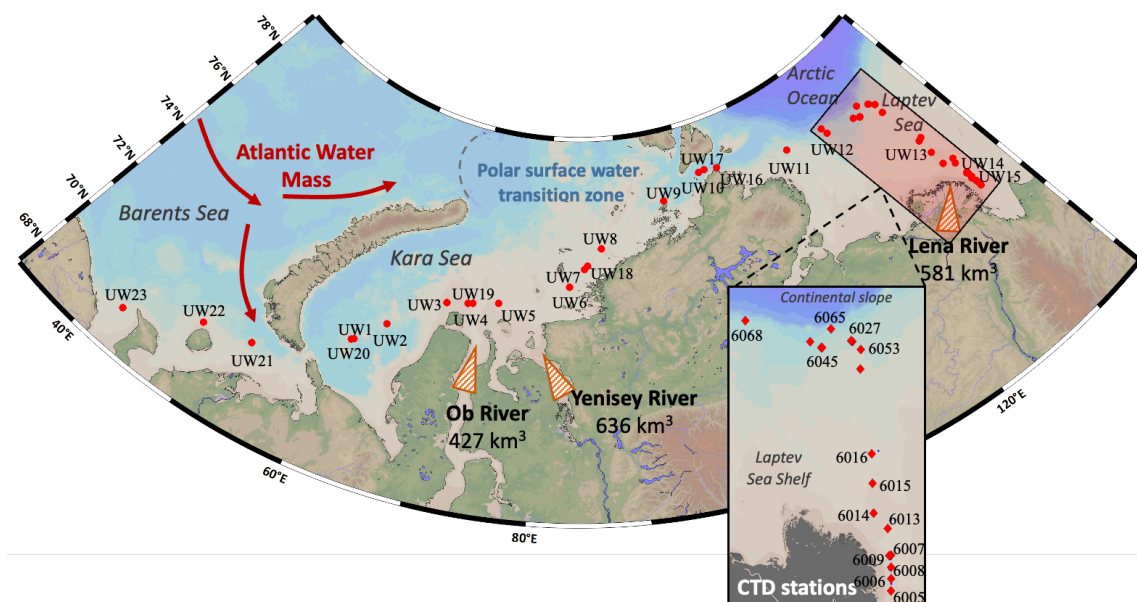 78°N
76°N
74°N
72°N
70°N
68°N
40°E
60°E
80°E
120°E
Arctic
Ocean
Laptev
Sea
Atlantic Water
Mass
Polar surface water
transition zone
Barents Sea
Kara Sea
UW23
UW22
UW21
UW1
UW20
UW2
UW3
UW19
UW4
UW5
UW6
UW7
UW18
UW8
UW9
UW17
UW10
UW16
UW11
UW12
UW13
UW14
UW15
Ob River
427 km³
Yenisey River
636 km³
Lena River
581 km³
Continental slope
6068
6065
6027
6045
6053
Laptev
Sea Shelf
6016
6015
6014
6013
6007
6009
6008
6006
6005
CTD stations